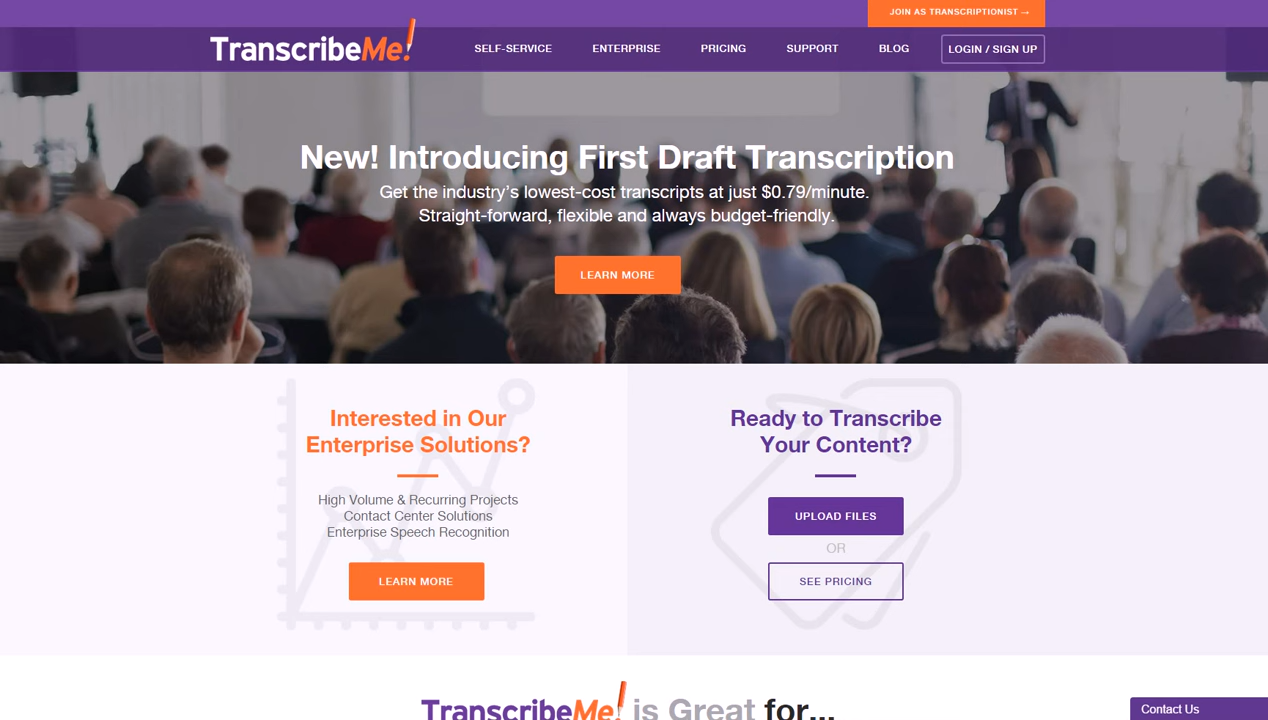 JOIN AS TRANSCRIPTIONIST →
TranscribeMe!
SELF-SERVICE ENTERPRISE PRICING SUPPORT BLOG LOGIN / SIGN UP
New! Introducing First Draft Transcription
Get the industry's lowest-cost transcripts at just $0.79/minute.
Straight-forward, flexible and always budget-friendly.
LEARN MORE
Interested in Our
Enterprise Solutions?
High Volume & Recurring Projects
Contact Center Solutions
Enterprise Speech Recognition
LEARN MORE
Ready to Transcribe
Your Content?
UPLOAD FILES
OR
SEE PRICING
TranscribeMe! is Great for...
Contact Us